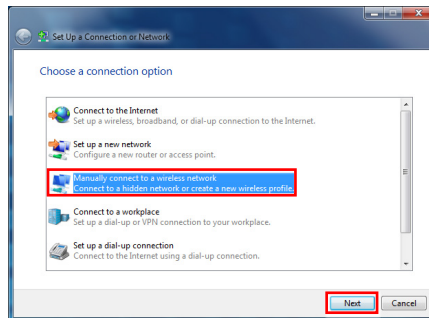 Set Up a Connection or Network
Choose a connection option
Connect to the Internet
Set up a wireless, broadband, or dial-up connection to the Internet.
Set up a new network
Configure a new router or access point.
Manually connect to a wireless network
Connect to a hidden network or create a new wireless profile.
Connect to a workplace
Set up a dial-up or VPN connection to your workplace.
Set up a dial-up connection
Connect to the Internet using a dial-up connection.
Next
Cancel